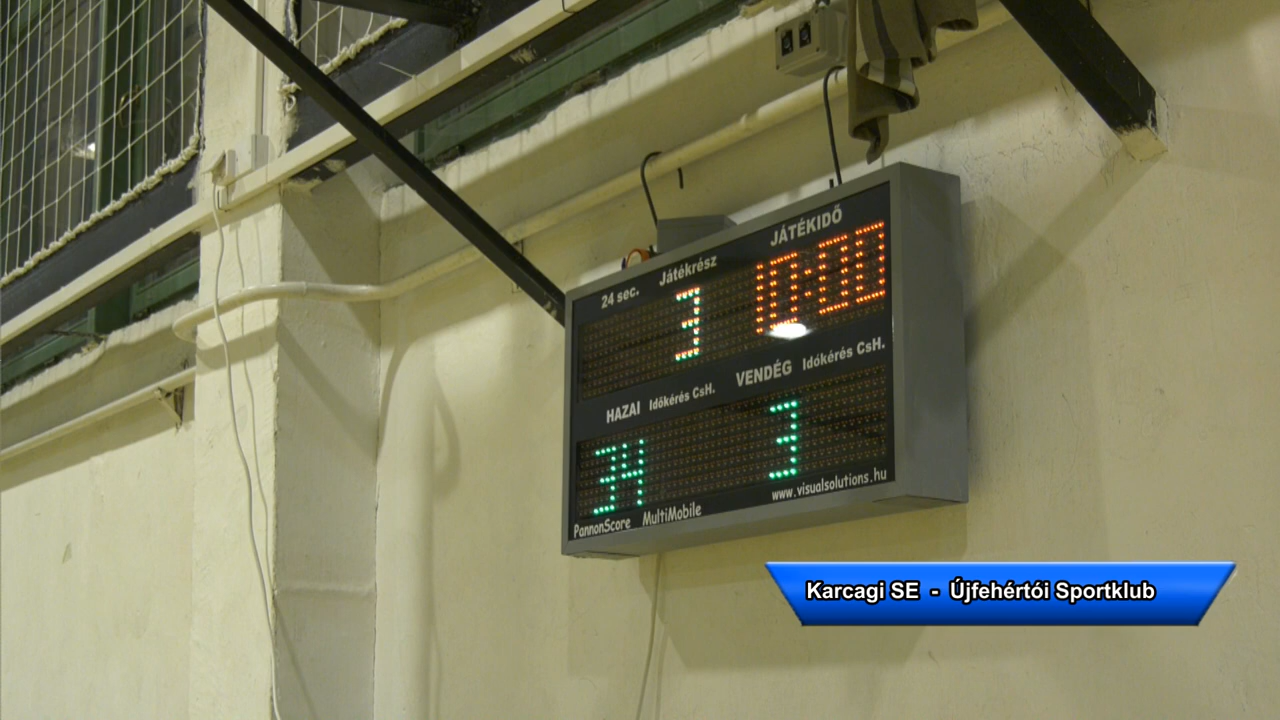 24 sec. Játékrész JÁTÉKIDŐ
3 10:00
HAZAI Időkérés CsH. VENDÉG Időkérés CsH.
34 3
PannonScore MultiMobile www.visualsolutions.hu
Karcagi SE - Újfehértói Sportklub